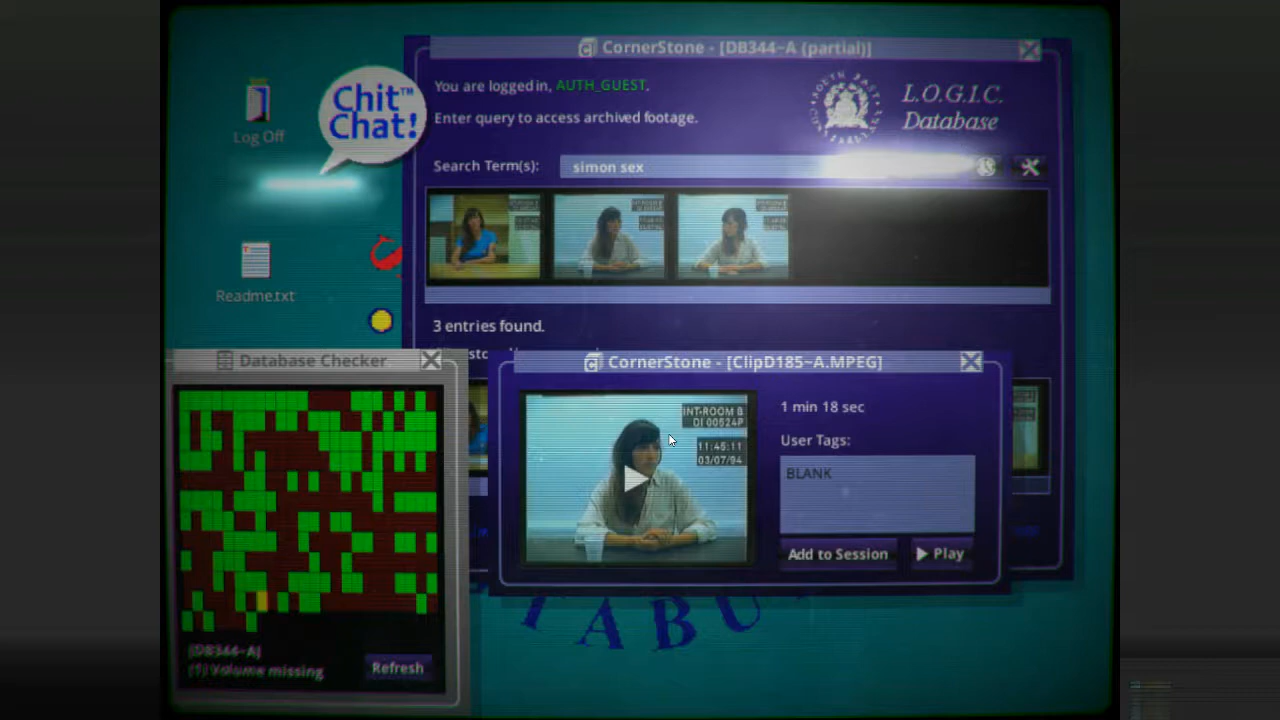 CornerStone - [DB344~A (partial)]
You are logged in, AUTH_GUEST.
Enter query to access archived footage.
L.O.G.I.C.
Database
Chit™
Chat!
Log Off
Search Term(s):
simon sex
Readme.txt
3 entries found.
Database Checker
CornerStone - [ClipD185~A.MPEG]
INT-ROOM B
DI 00524P
11:45:11
03/07/94
1 min 18 sec
User Tags:
BLANK
Add to Session
Play
[DB344~A]
(1) Volume missing
Refresh
TABU